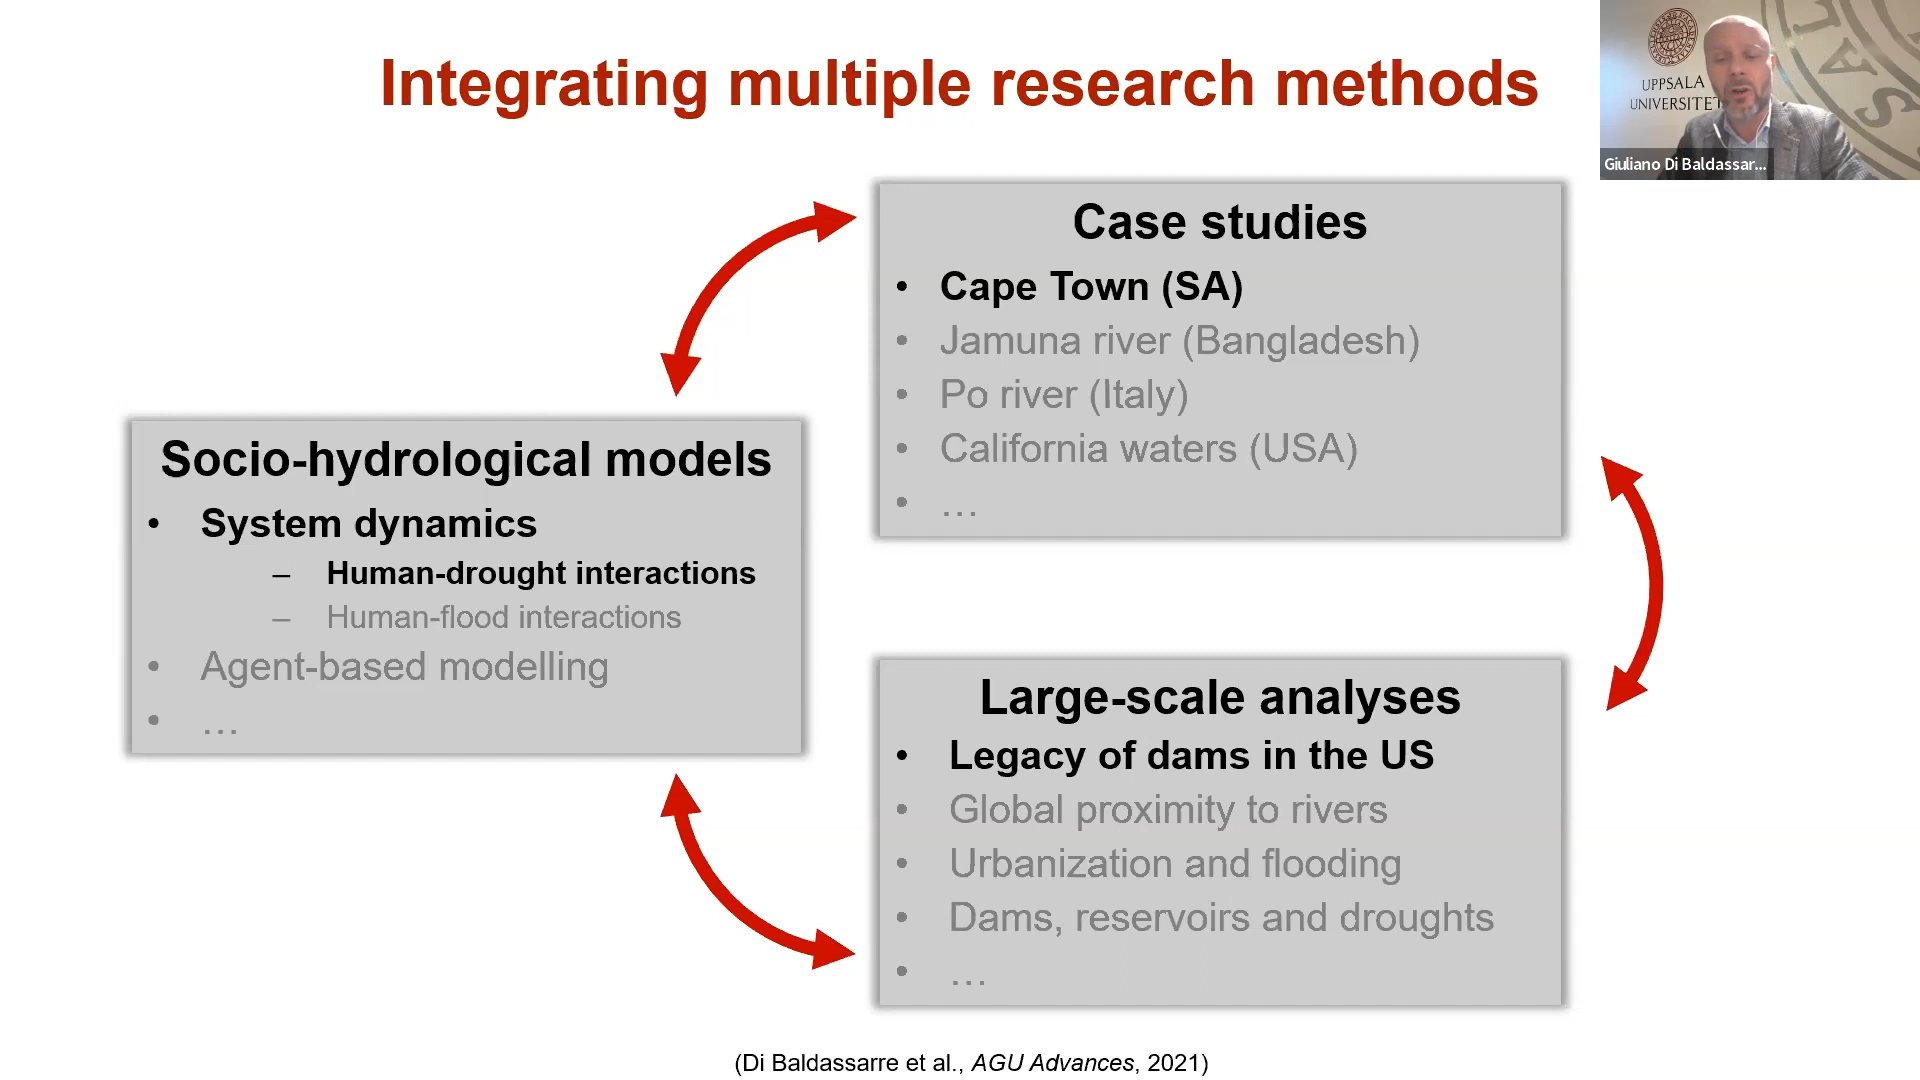 Integrating multiple research methods
UPPSALA
UNIVERSITET
Giuliano Di Baldassar...
Case studies
• Cape Town (SA)
• Jamuna river (Bangladesh)
• Po river (Italy)
• California waters (USA)
• …
Socio-hydrological models
• System dynamics
– Human-drought interactions
– Human-flood interactions
• Agent-based modelling
• …
Large-scale analyses
• Legacy of dams in the US
• Global proximity to rivers
• Urbanization and flooding
• Dams, reservoirs and droughts
• …
(Di Baldassarre et al., AGU Advances, 2021)